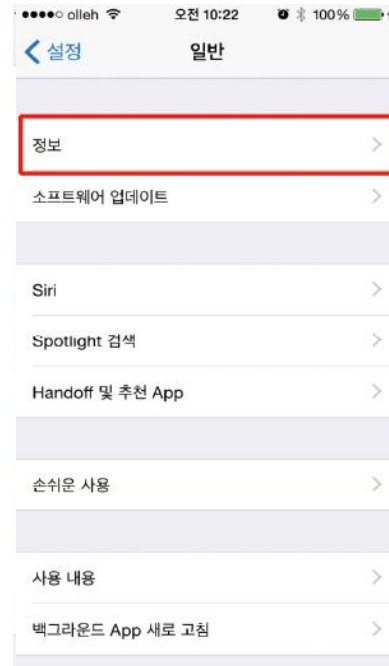 olleh 오전 10:22 100%
설정 일반
정보
소프트웨어 업데이트
Siri
Spotlight 검색
Handoff 및 추천 App
손쉬운 사용
사용 내용
백그라운드 App 새로 고침